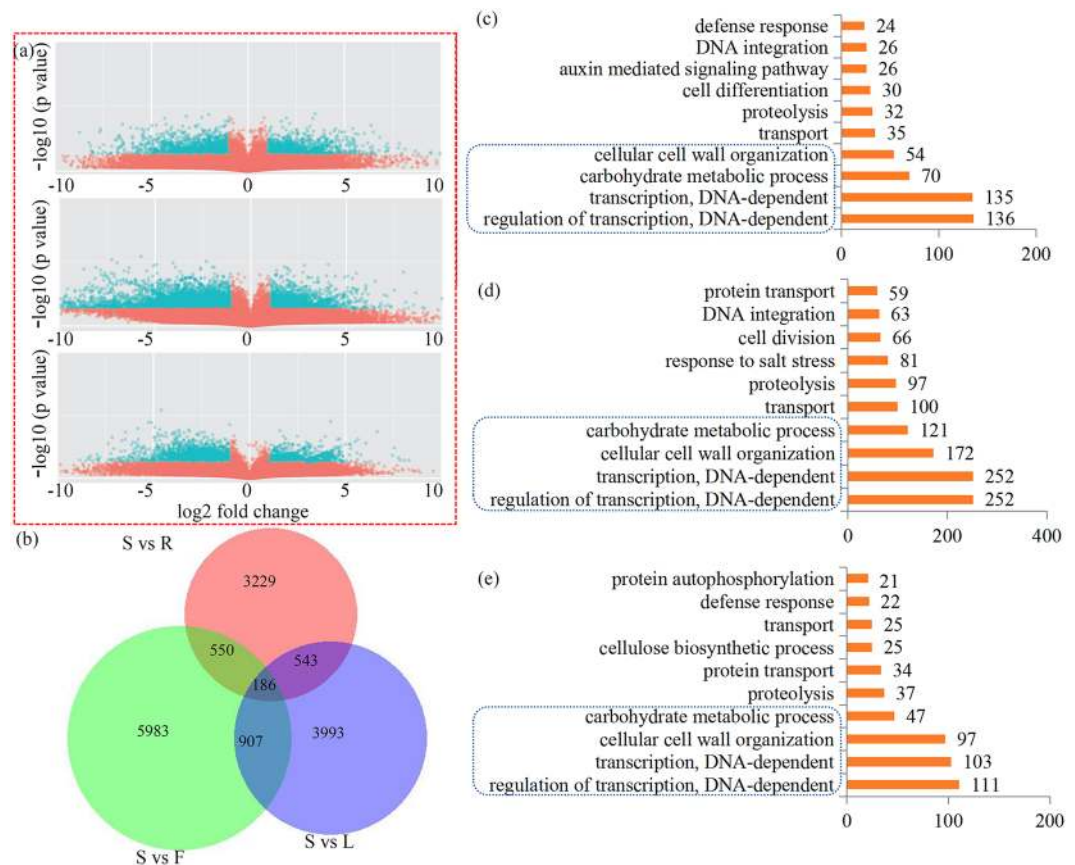 (a)
-log10 (p value)
-10 -5 0 5 10
-log10 (p value)
-10 -5 0 5 10
-log10 (p value)
-10 -5 0 5 10
log2 fold change
(b)
S vs R
3229
550
543
186
5983
907
3993
S vs F
S vs L
(c)
defense response 24
DNA integration 26
auxin mediated signaling pathway 26
cell differentiation 30
proteolysis 32
transport 35
cellular cell wall organization 54
carbohydrate metabolic process 70
transcription, DNA-dependent 135
regulation of transcription, DNA-dependent 136
0 100 200
(d)
protein transport 59
DNA integration 63
cell division 66
response to salt stress 81
proteolysis 97
transport 100
carbohydrate metabolic process 121
cellular cell wall organization 172
transcription, DNA-dependent 252
regulation of transcription, DNA-dependent 252
0 200 400
(e)
protein autophosphorylation 21
defense response 22
transport 25
cellulose biosynthetic process 25
protein transport 34
proteolysis 37
carbohydrate metabolic process 47
cellular cell wall organization 97
transcription, DNA-dependent 103
regulation of transcription, DNA-dependent 111
0 100 200